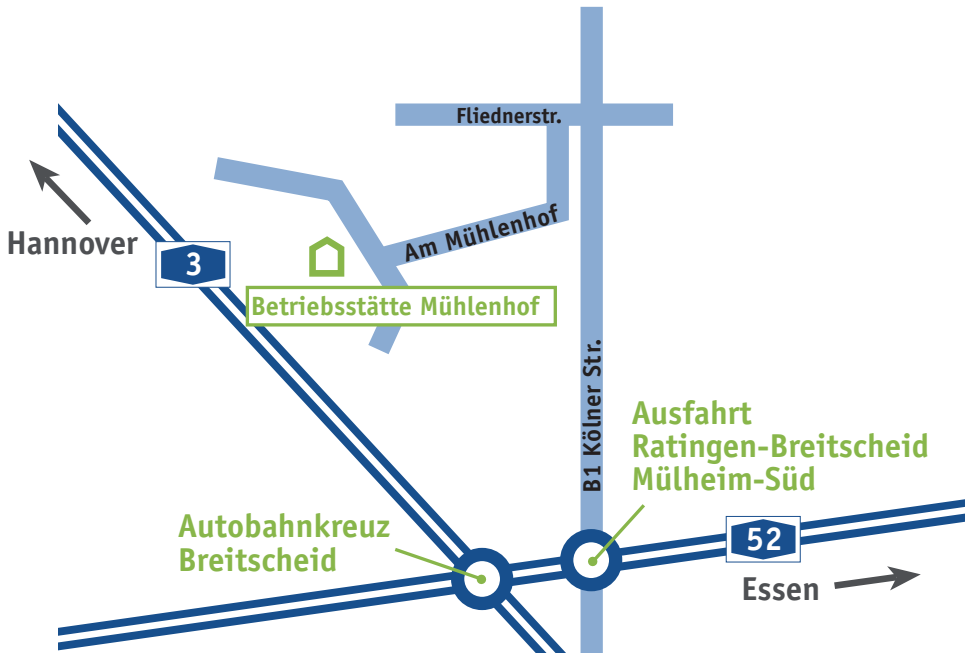 Fliednerstr.
Am Mühlenhof
Hannover
3
Betriebsstätte Mühlenhof
B1 Kölner Str.
Ausfahrt
Ratingen-Breitscheid
Mülheim-Süd
Autobahnkreuz
Breitscheid
52
Essen